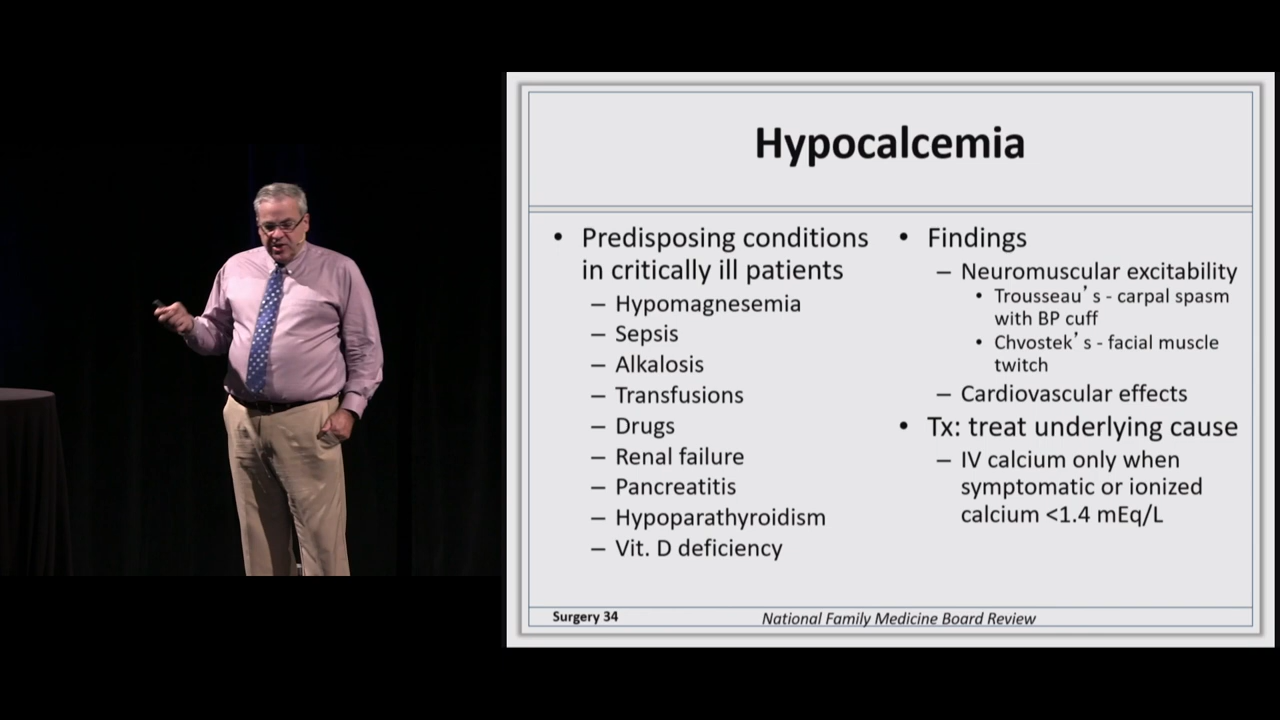 Hypocalcemia
• Predisposing conditions
in critically ill patients
– Hypomagnesemia
– Sepsis
– Alkalosis
– Transfusions
– Drugs
– Renal failure
– Pancreatitis
– Hypoparathyroidism
– Vit. D deficiency
• Findings
– Neuromuscular excitability
• Trousseau's - carpal spasm
with BP cuff
• Chvostek's - facial muscle
twitch
– Cardiovascular effects
• Tx: treat underlying cause
– IV calcium only when
symptomatic or ionized
calcium <1.4 mEq/L
Surgery 34
National Family Medicine Board Review